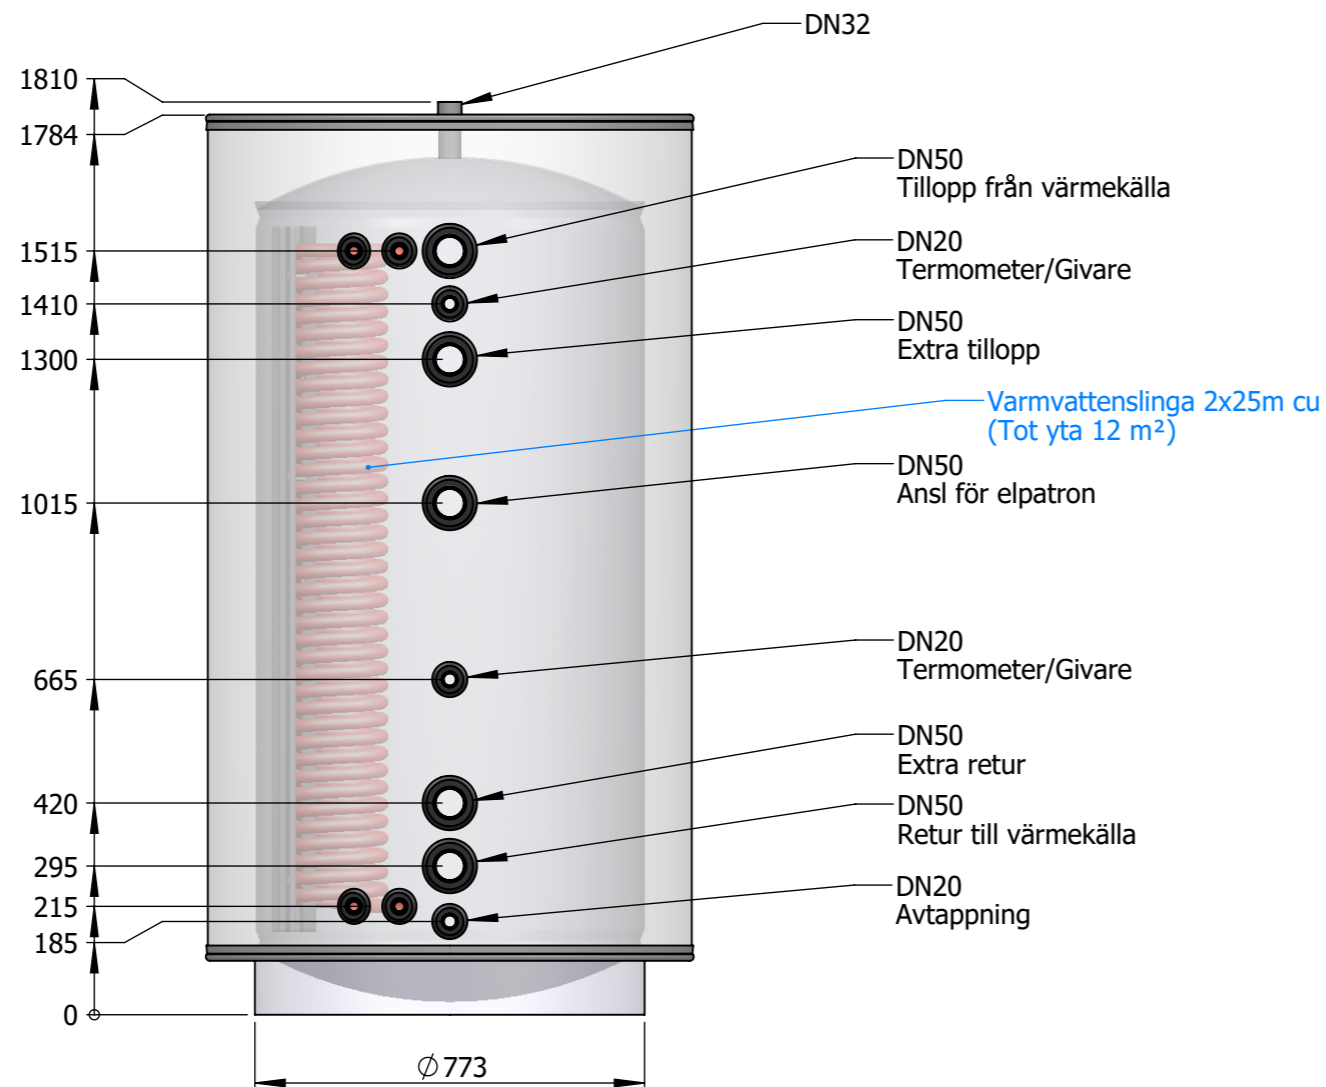 DN32
1810
1784
DN50
Tillopp från värmekälla
1515
DN20
Termometer/Givare
1410
DN50
Extra tillopp
1300
Varmvattenslinga 2x25m cu
(Tot yta 12 m²)
DN50
Ansl för elpatron
1015
DN20
Termometer/Givare
665
DN50
Extra retur
420
DN50
Retur till värmekälla
295
DN20
Avtappning
215
185
0
∅773